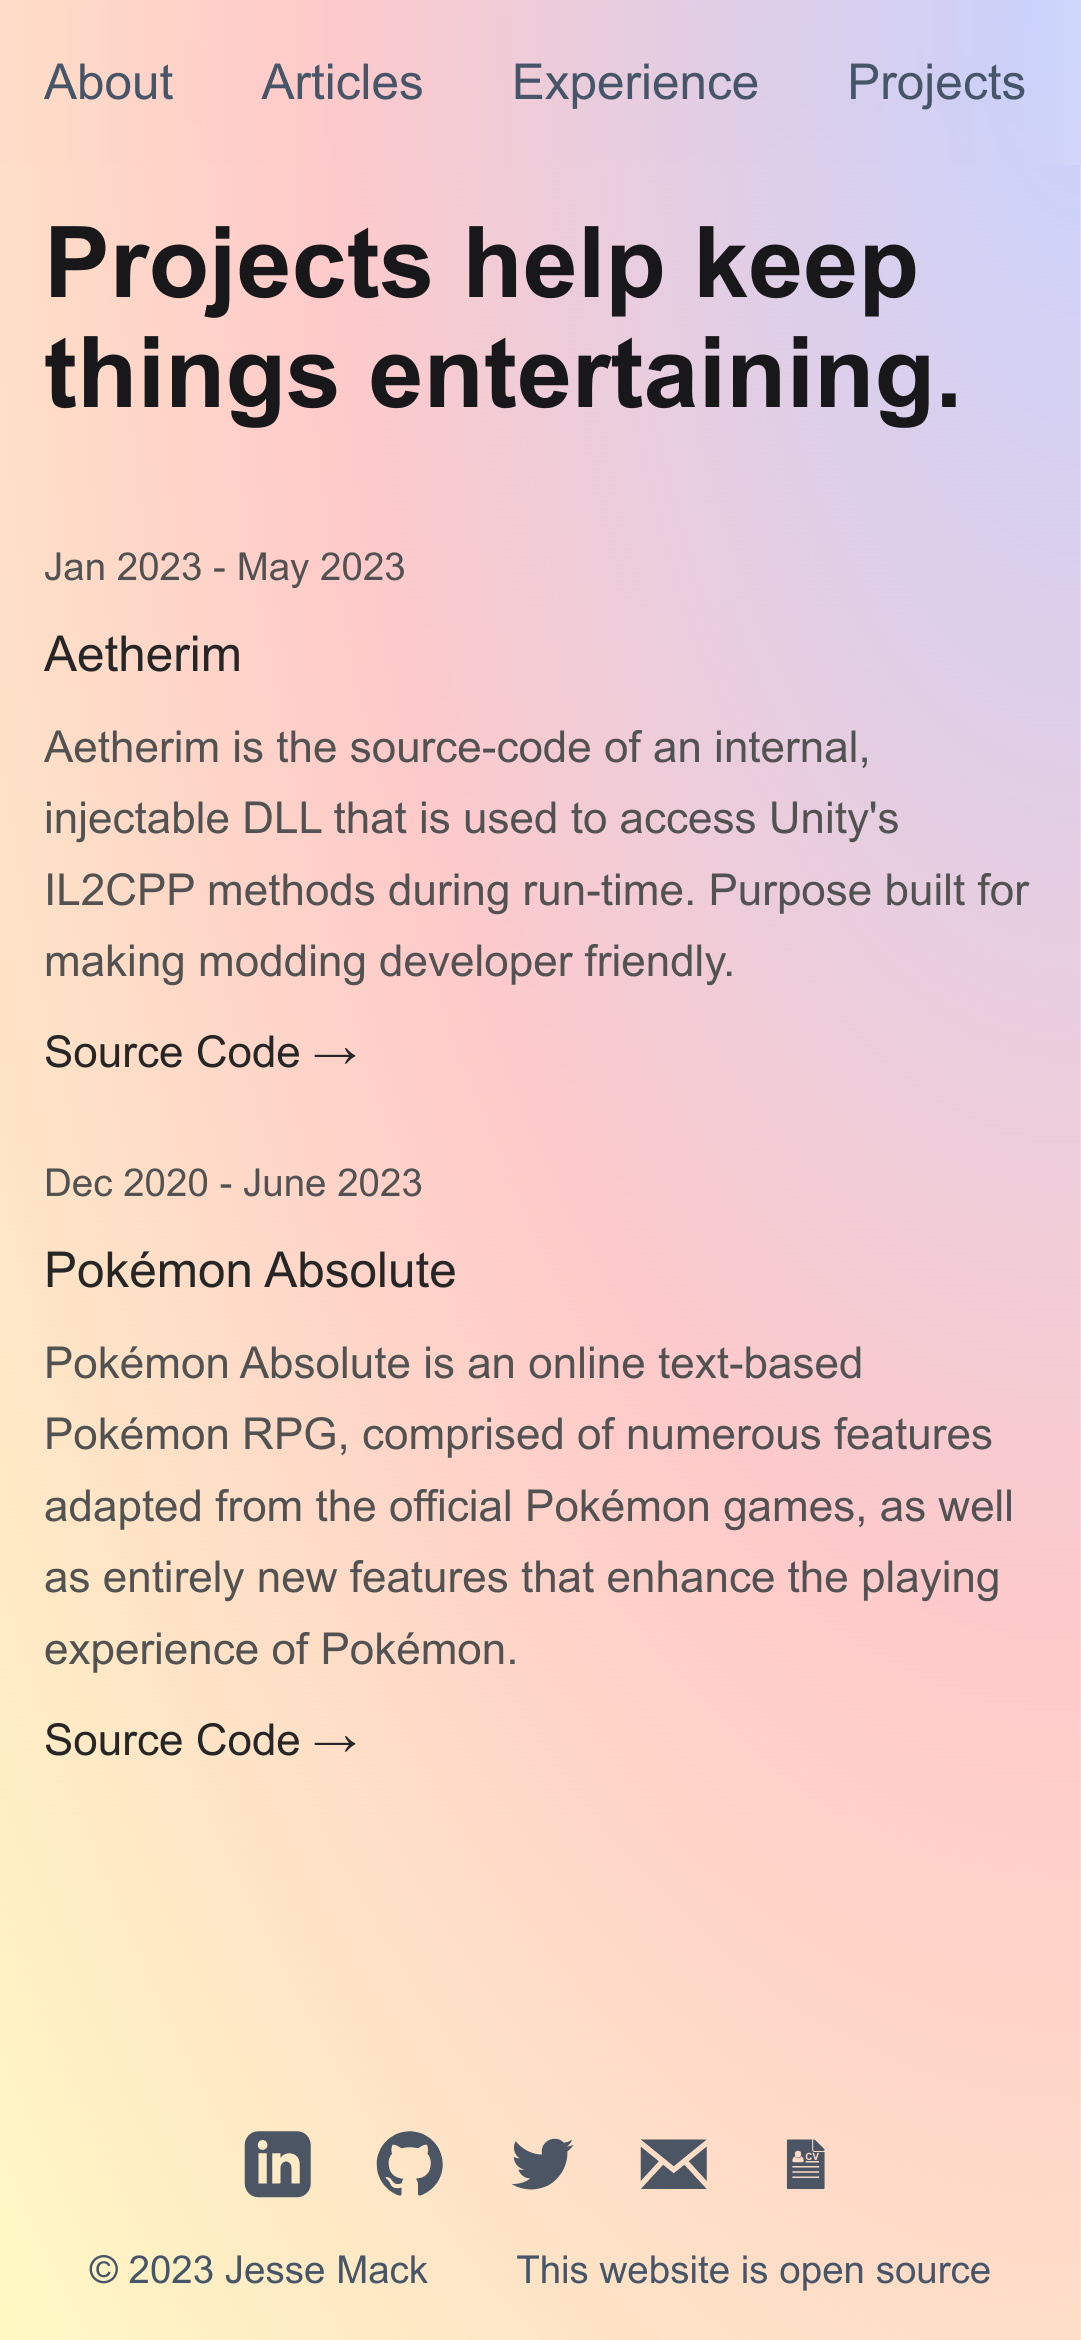 About Articles Experience Projects
Projects help keep
things entertaining.
Jan 2023 - May 2023
Aetherim
Aetherim is the source-code of an internal,
injectable DLL that is used to access Unity's
IL2CPP methods during run-time. Purpose built for
making modding developer friendly.
Source Code →
Dec 2020 - June 2023
Pokémon Absolute
Pokémon Absolute is an online text-based
Pokémon RPG, comprised of numerous features
adapted from the official Pokémon games, as well
as entirely new features that enhance the playing
experience of Pokémon.
Source Code →
in CV
© 2023 Jesse Mack This website is open source